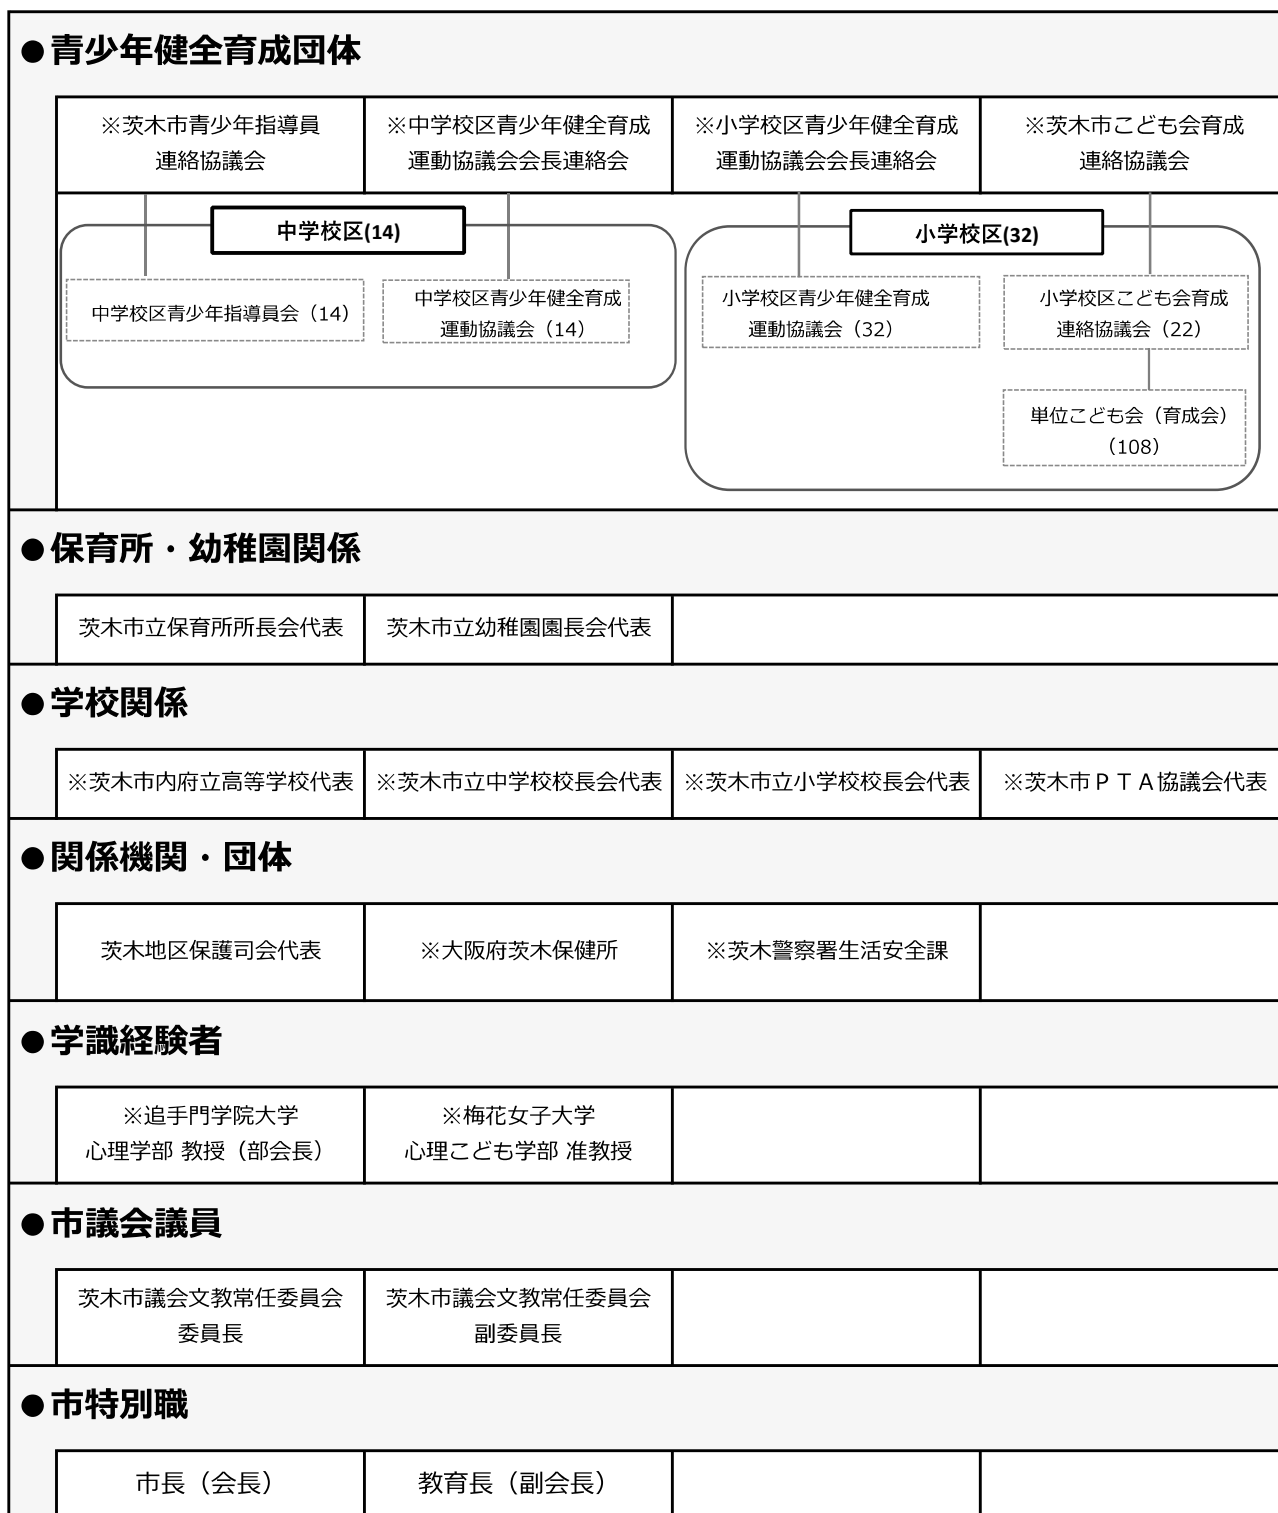 ●青少年健全育成団体
※茨木市青少年指導員
連絡協議会
※中学校区青少年健全育成
運動協議会会長連絡会
※小学校区青少年健全育成
運動協議会会長連絡会
※茨木市こども会育成
連絡協議会
中学校区(14)
中学校区青少年指導員会（14）
中学校区青少年健全育成
運動協議会（14）
小学校区(32)
小学校区青少年健全育成
運動協議会（32）
小学校区こども会育成
連絡協議会（22）
単位こども会（育成会）
（108）
●保育所・幼稚園関係
茨木市立保育所所長会代表
茨木市立幼稚園園長会代表
●学校関係
※茨木市内府立高等学校代表
※茨木市立中学校校長会代表
※茨木市立小学校校長会代表
※茨木市ＰＴＡ協議会代表
●関係機関・団体
茨木地区保護司会代表
※大阪府茨木保健所
※茨木警察署生活安全課
●学識経験者
※追手門学院大学
心理学部 教授（部会長）
※梅花女子大学
心理こども学部 准教授
●市議会議員
茨木市議会文教常任委員会
委員長
茨木市議会文教常任委員会
副委員長
●市特別職
市長（会長）
教育長（副会長）